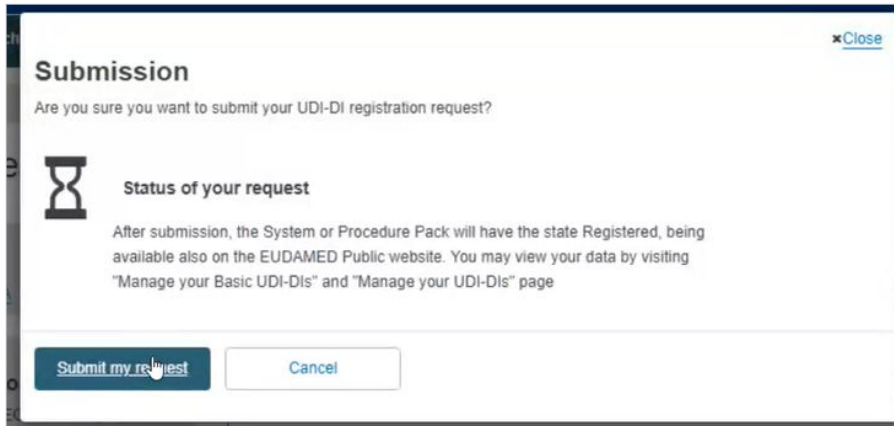 ×Close
Submission
Are you sure you want to submit your UDI-DI registration request?
Status of your request
After submission, the System or Procedure Pack will have the state Registered, being
available also on the EUDAMED Public website. You may view your data by visiting
"Manage your Basic UDI-DIs" and "Manage your UDI-DIs" page
Submit my request
Cancel